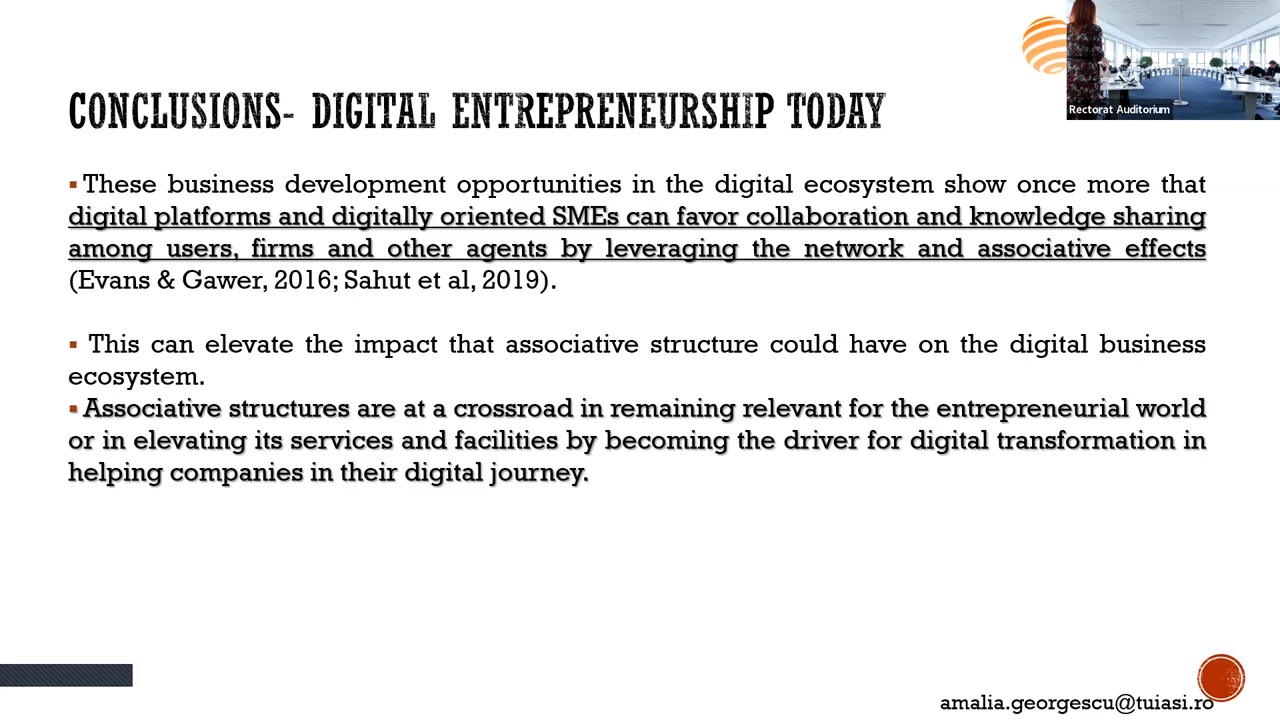 Rectorat Auditorium
CONCLUSIONS- DIGITAL ENTREPRENEURSHIP TODAY
▪ These business development opportunities in the digital ecosystem show once more that
digital platforms and digitally oriented SMEs can favor collaboration and knowledge sharing
among users, firms and other agents by leveraging the network and associative effects
(Evans & Gawer, 2016; Sahut et al, 2019).
▪ This can elevate the impact that associative structure could have on the digital business
ecosystem.
▪ Associative structures are at a crossroad in remaining relevant for the entrepreneurial world
or in elevating its services and facilities by becoming the driver for digital transformation in
helping companies in their digital journey.
amalia.georgescu@tuiasi.ro